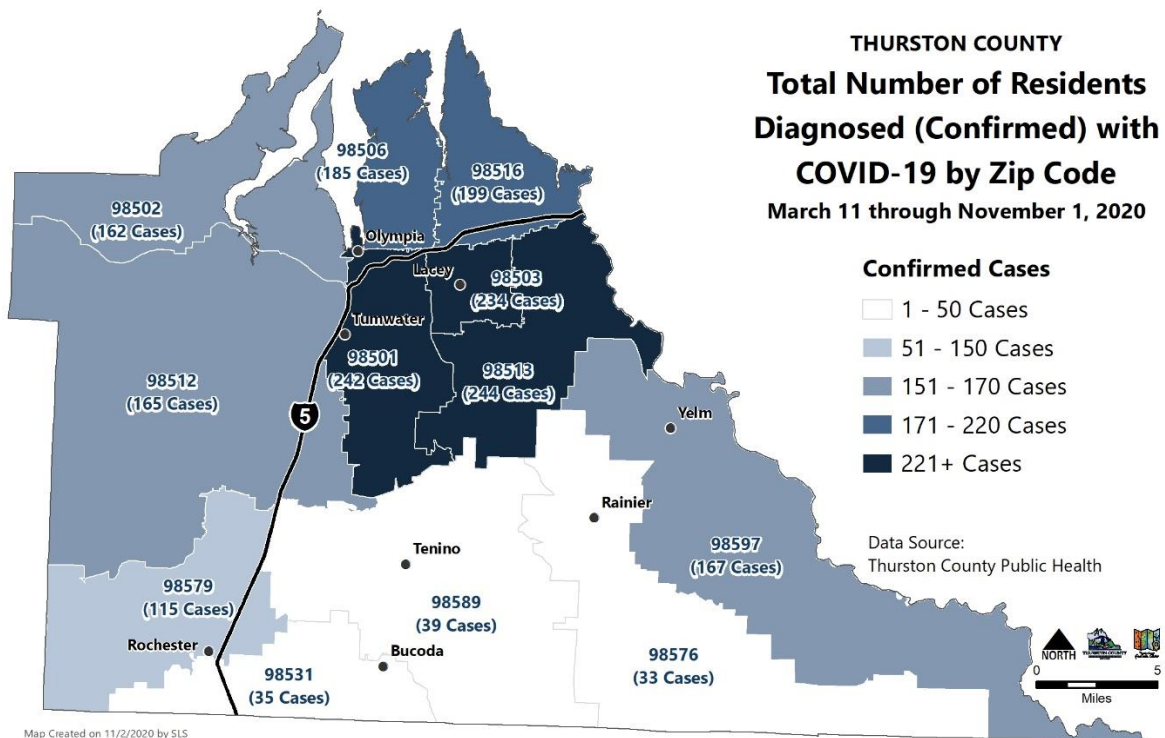 THURSTON COUNTY
Total Number of Residents
Diagnosed (Confirmed) with
COVID-19 by Zip Code
March 11 through November 1, 2020
98506
(185 Cases)
98516
(199 Cases)
98502
(162 Cases)
Olympia
Lacey
98503
(234 Cases)
Tumwater
98501
(242 Cases)
98513
(244 Cases)
98512
(165 Cases)
5
Yelm
Confirmed Cases
1 - 50 Cases
51 - 150 Cases
151 - 170 Cases
171 - 220 Cases
221+ Cases
Rainier
Tenino
98597
(167 Cases)
Data Source:
Thurston County Public Health
98579
(115 Cases)
98589
(39 Cases)
Rochester
Bucoda
98531
(35 Cases)
98576
(33 Cases)
NORTH
THURSTON COUNTY
0 5
Miles
Map Created on 11/2/2020 by SLS